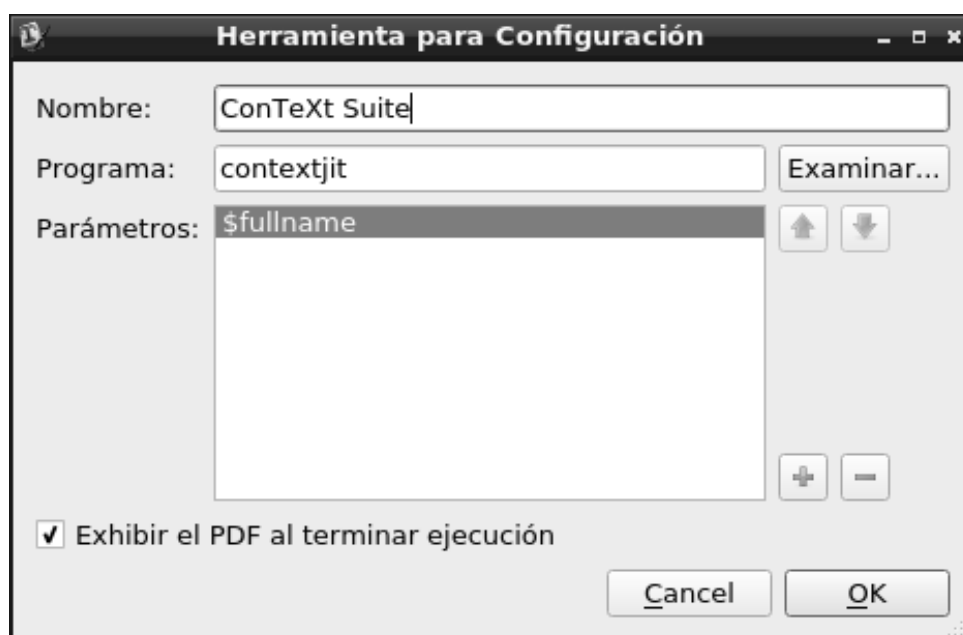 Herramienta para Configuración
Nombre: ConTeXt Suite
Programa: contextjit Examinar...
Parámetros: $fullname
Exhibir el PDF al terminar ejecución
Cancel OK